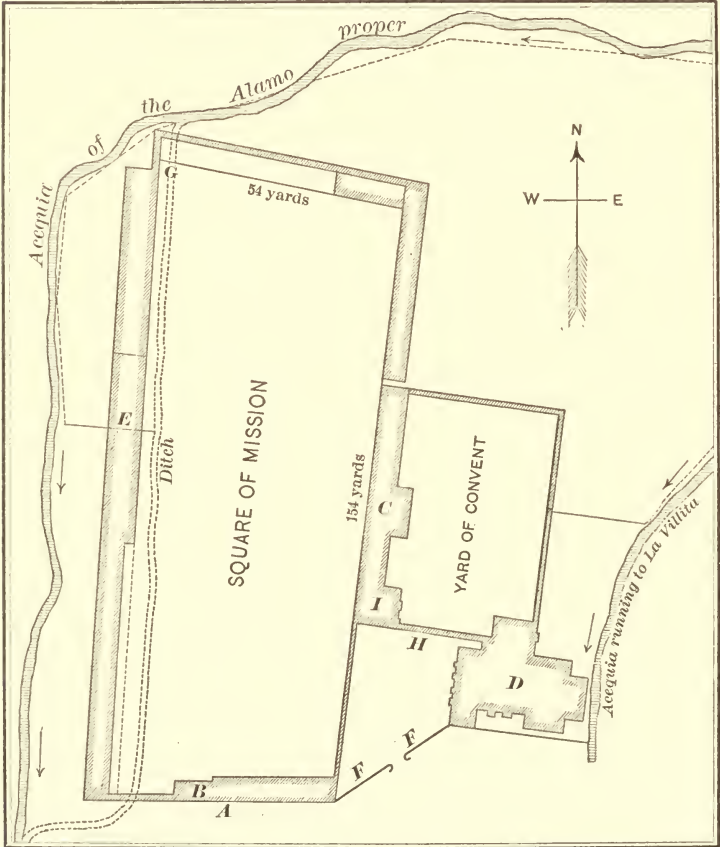 Acequia of the Alamo proper
N
W E
G
54 yards
E
Ditch
SQUARE OF MISSION
154 yards
C
YARD OF CONVENT
I
H
D
Acequia running to La Villita
F F
B
A